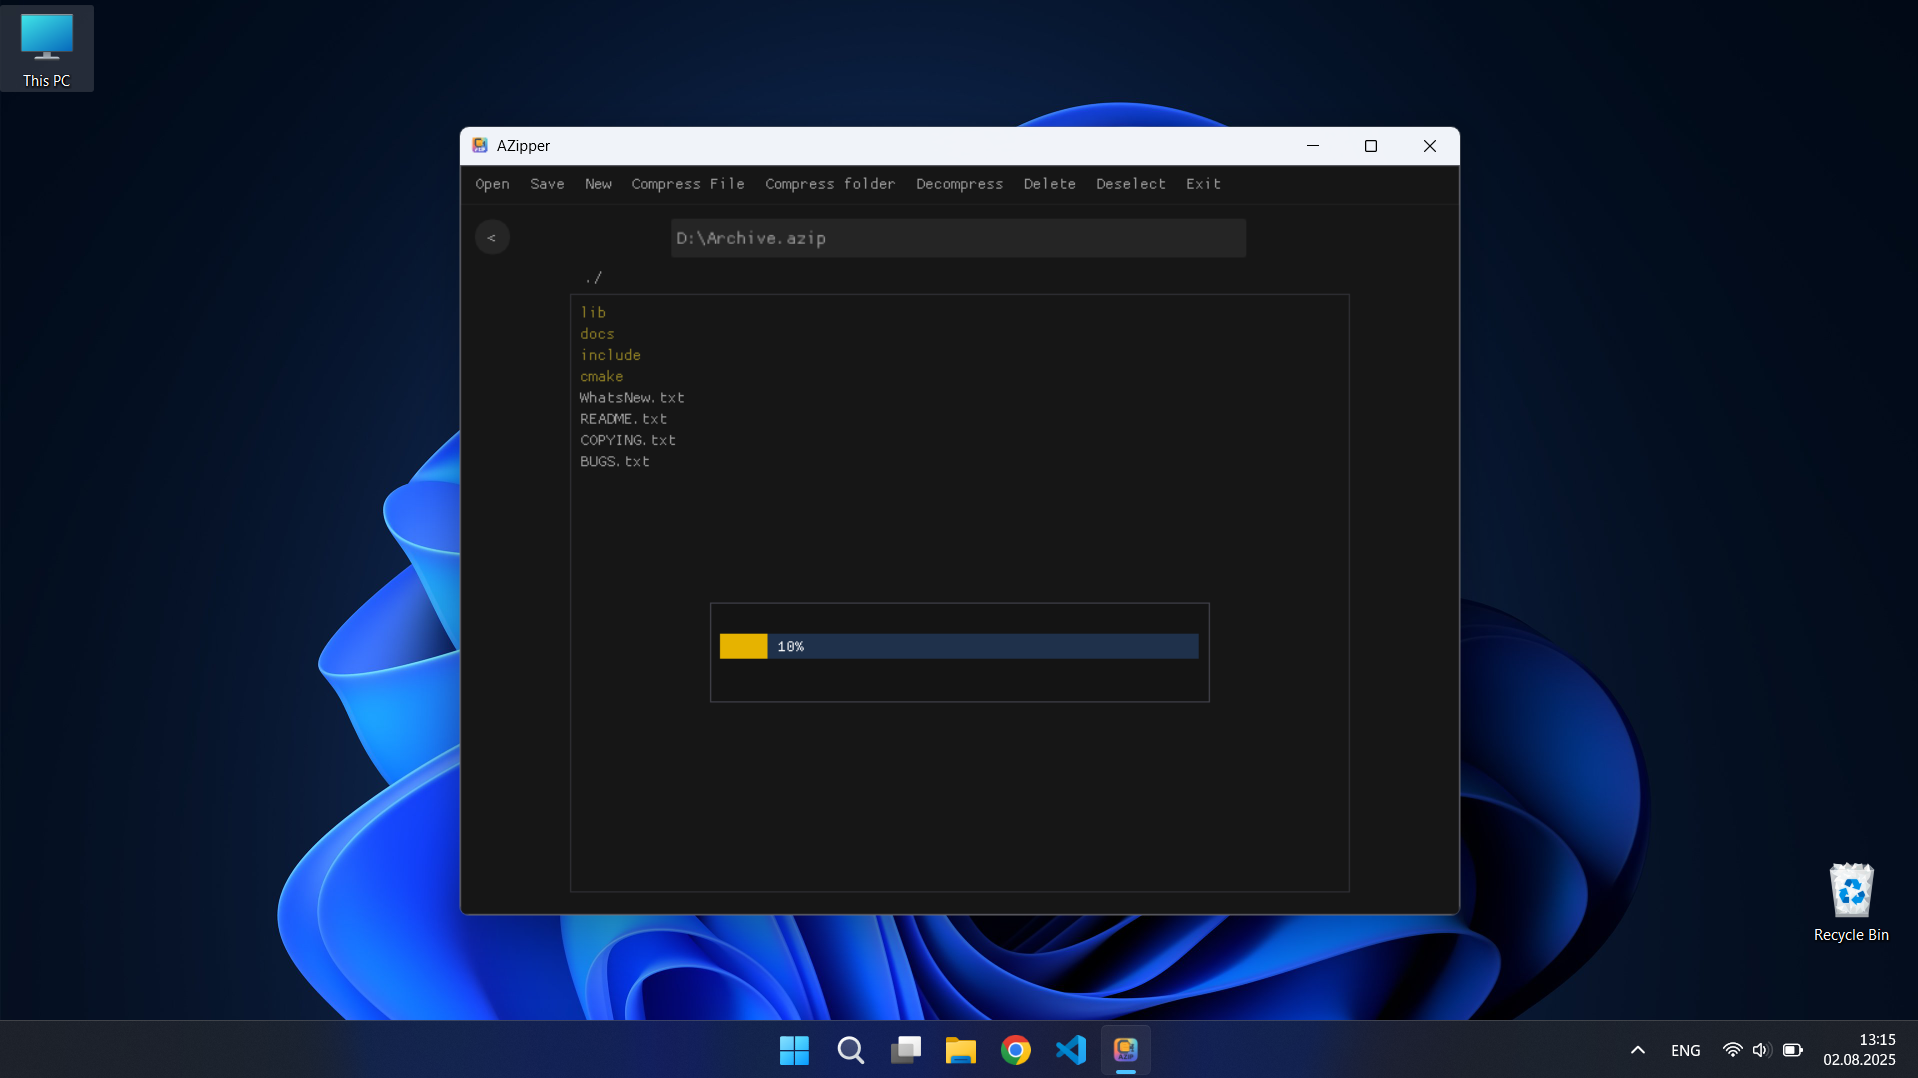 This PC
AZipper
Open Save New Compress File Compress folder Decompress Delete Deselect Exit
<
D:\Archive.azip
./
lib
docs
include
cmake
WhatsNew.txt
README.txt
COPYING.txt
BUGS.txt
10%
Recycle Bin
AZIP
ENG
13:15
02.08.2025